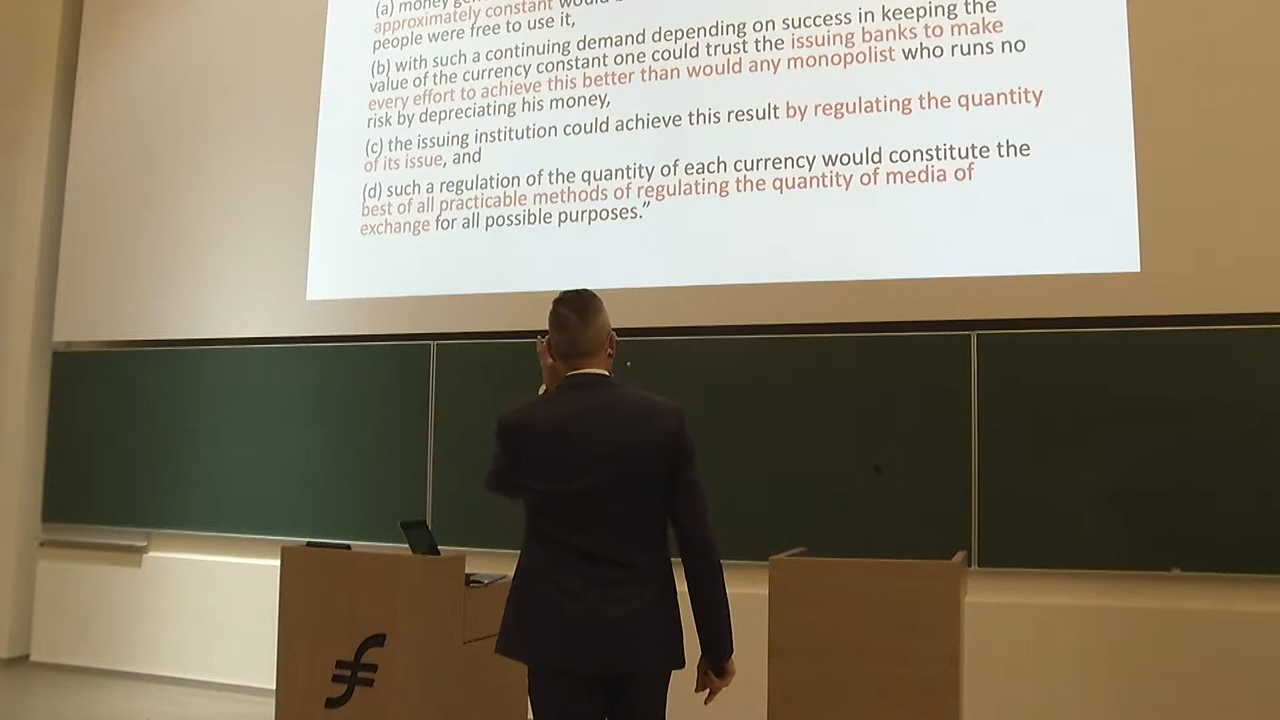 (a) money
approximately constant would
people were free to use it,
(b) with such a continuing demand depending on success in keeping the
value of the currency constant one could trust the issuing banks to make
every effort to achieve this better than would any monopolist who runs no
risk by depreciating his money,
(c) the issuing institution could achieve this result by regulating the quantity
of its issue, and
(d) such a regulation of the quantity of each currency would constitute the
best of all practicable methods of regulating the quantity of media of
exchange for all possible purposes.”